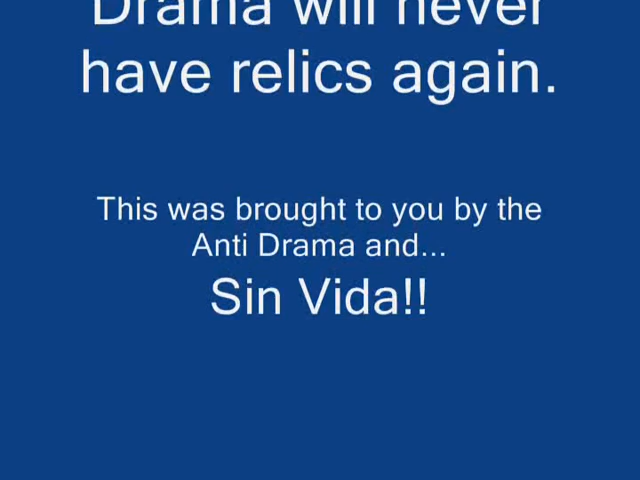 Drama will never
have relics again.
This was brought to you by the
Anti Drama and...
Sin Vida!!